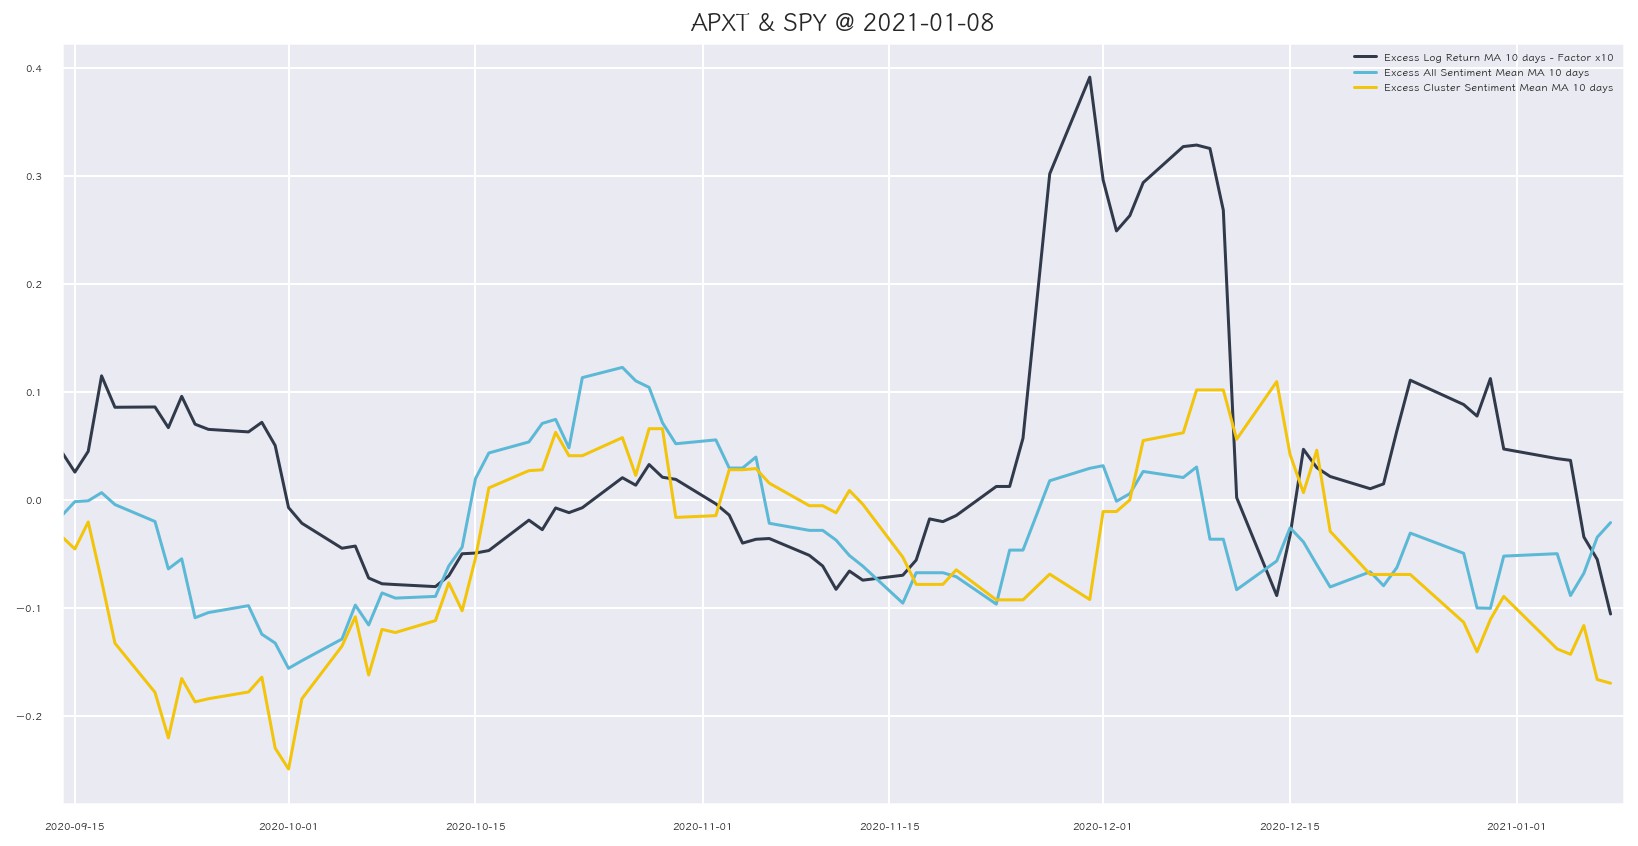 APXT & SPY @ 2021-01-08
Excess Log Return MA 10 days - Factor x10
Excess All Sentiment Mean MA 10 days
Excess Cluster Sentiment Mean MA 10 days
0.4
0.3
0.2
0.1
0.0
−0.1
−0.2
2020-09-15 2020-10-01 2020-10-15 2020-11-01 2020-11-15 2020-12-01 2020-12-15 2021-01-01